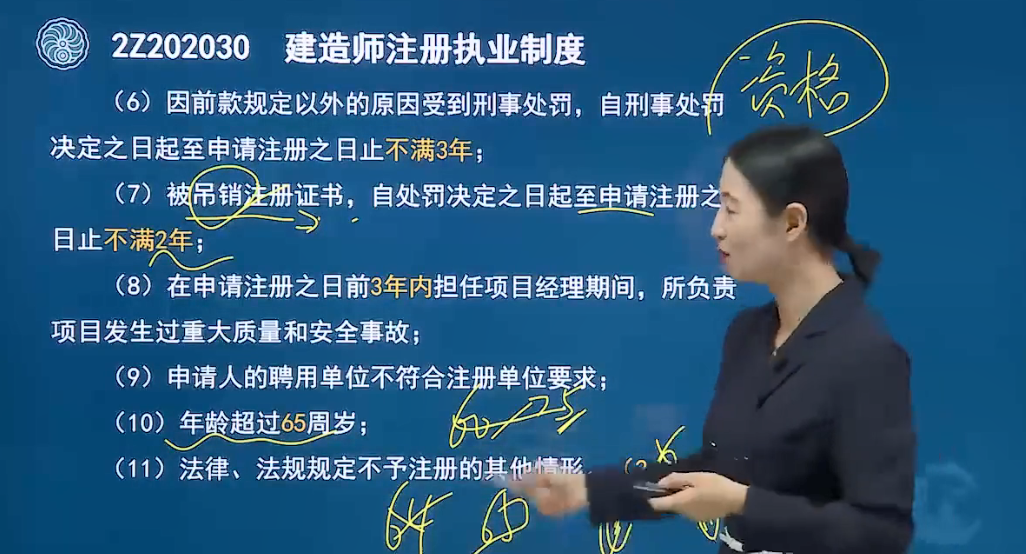 2Z202030 建造师注册执业制度
资格
（6）因前款规定以外的原因受到刑事处罚，自刑事处罚
决定之日起至申请注册之日止不满3年；
（7）被吊销注册证书，自处罚决定之日起至申请注册之
日止不满2年；
（8）在申请注册之日前3年内担任项目经理期间，所负责
项目发生过重大质量和安全事故；
（9）申请人的聘用单位不符合注册单位要求；
（10）年龄超过65周岁；
（11）法律、法规规定不予注册的其他情形。
64